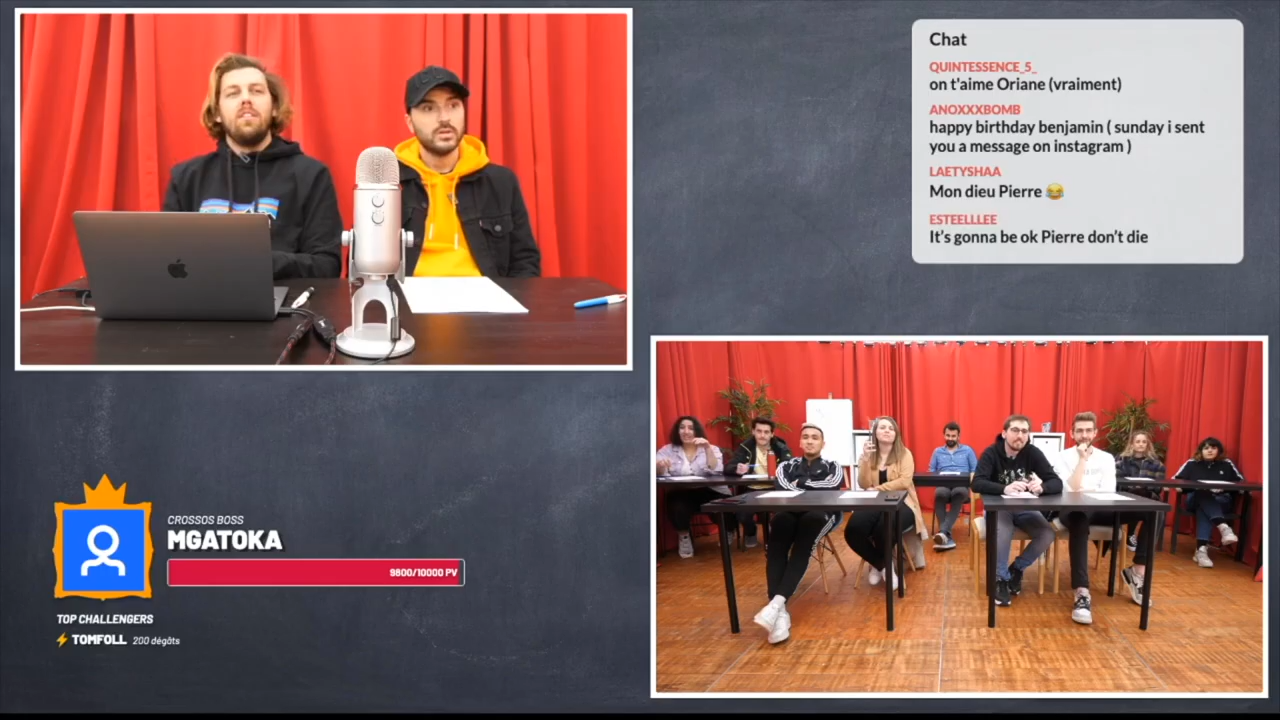 Chat
QUINTESSENCE_5_
on t'aime Oriane (vraiment)
ANOXXXBOMB
happy birthday benjamin ( sunday i sent
you a message on instagram )
LAETYSHAA
Mon dieu Pierre 😂
ESTEELLLEE
It's gonna be ok Pierre don't die
CROSSOS BOSS
MGATOKA
9800/10000 PV
TOP CHALLENGERS
⚡ TOMFOLL 200 dégâts